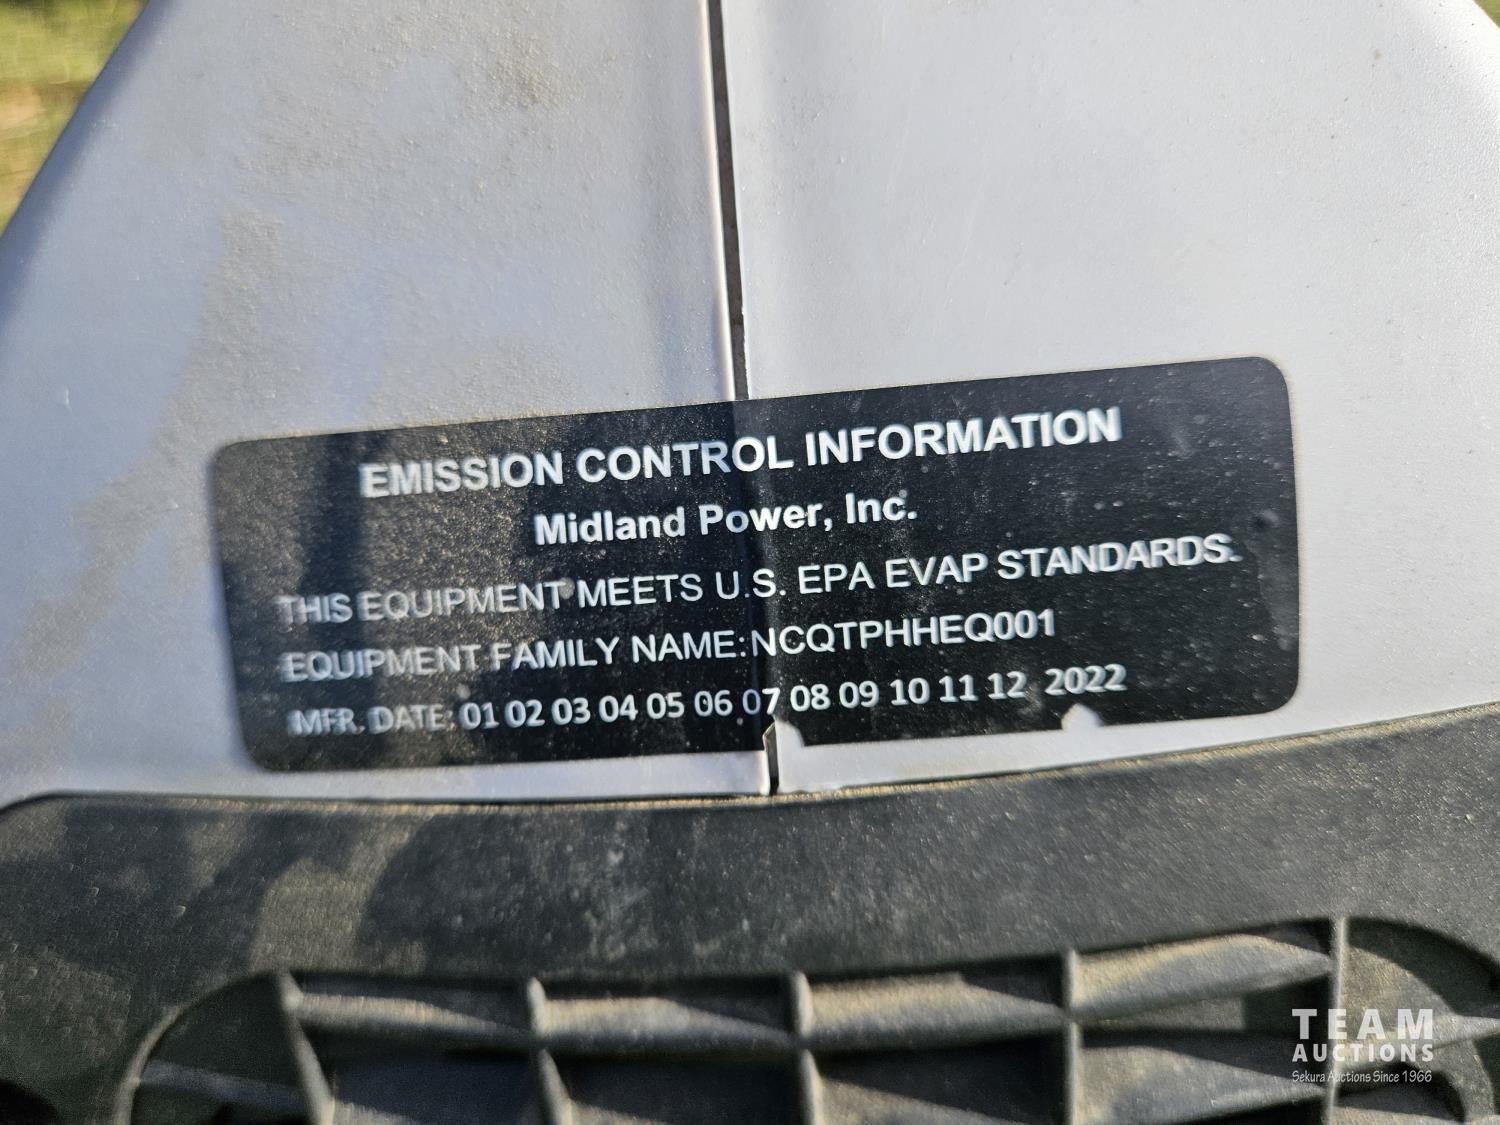 EMISSION CONTROL INFORMATION
Midland Power, Inc.
THIS EQUIPMENT MEETS U.S. EPA EVAP STANDARDS.
EQUIPMENT FAMILY NAME: NCQTPHHEQ001
MFR. DATE: 01 02 03 04 05 06 07 08 09 10 11 12 2022
TEAM
AUCTIONS
Sekura Auctions Since 1966